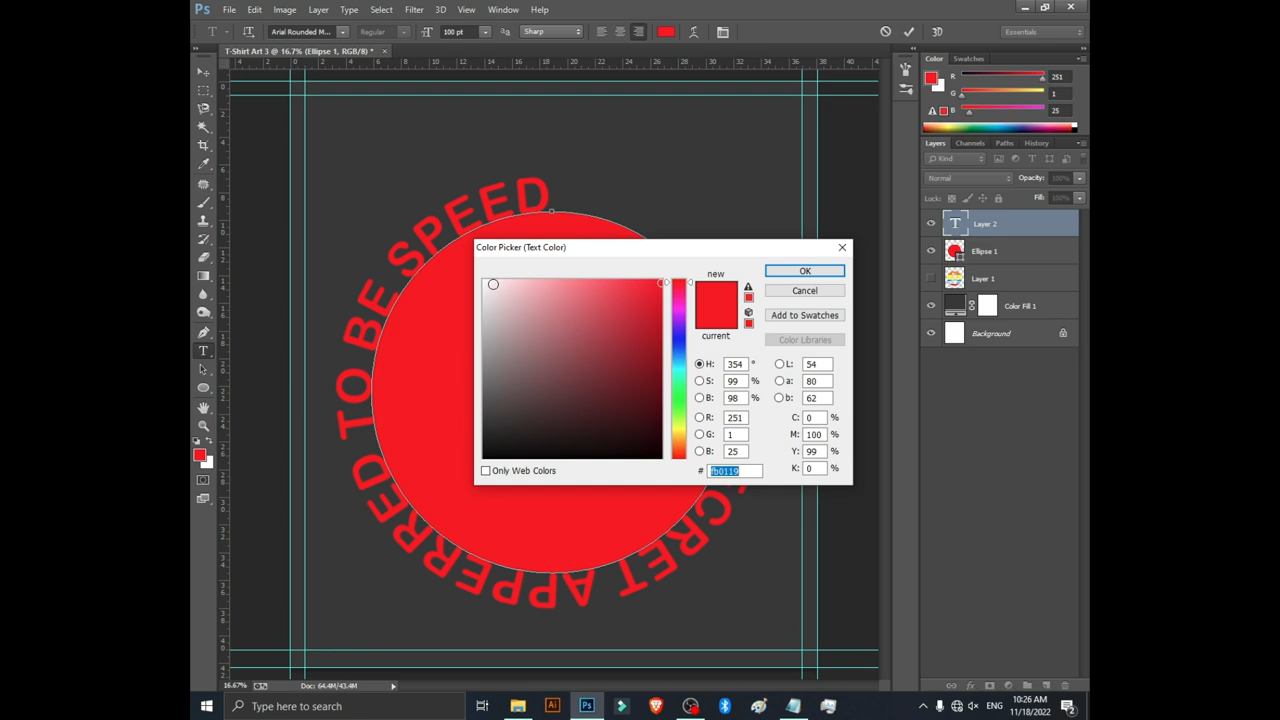 Ps File Edit Image Layer Type Select Filter 3D View Window Help
Arial Rounded M... Regular 100 pt Sharp 3D Essentials
T-Shirt Art 3 @ 16.7% (Ellipse 1, RGB/8) * ×
Color Swatches
R 251
G 1
B 25
Layers Channels Paths History
Kind
Normal Opacity: 100%
Lock: Fill: 100%
T Layer 2
Ellipse 1
Layer 1
Color Fill 1
Background
CRET APPERRED TO BE SPEED
Color Picker (Text Color)
new
current
OK
Cancel
Add to Swatches
Color Libraries
H: 354 °
S: 99 %
B: 98 %
R: 251
G: 1
B: 25
L: 54
a: 80
b: 62
C: 0 %
M: 100 %
Y: 99 %
K: 0 %
# fb0119
Only Web Colors
16.67% Doc: 64.4M/43.4M
Type here to search
Ai
Ps
ENG
10:26 AM
11/18/2022
2